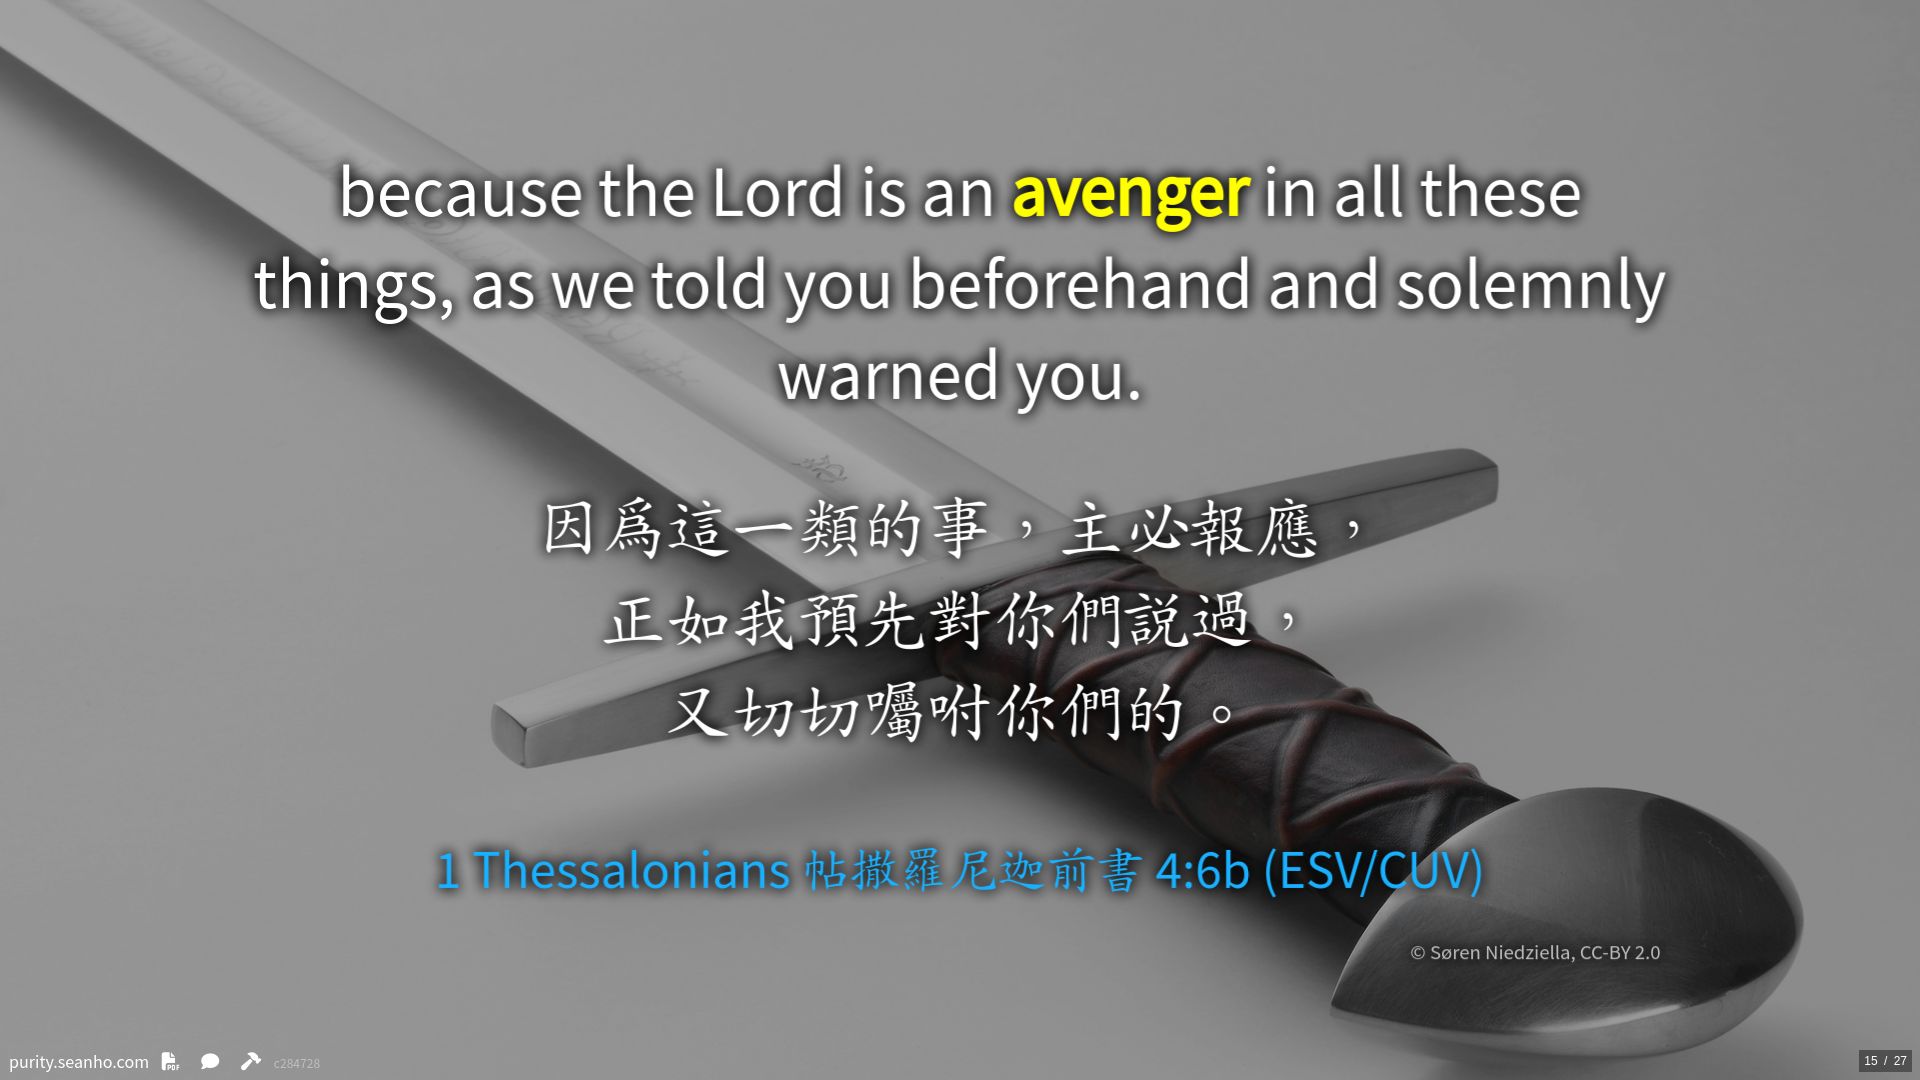 because the Lord is an avenger in all these
things, as we told you beforehand and solemnly
warned you.
因爲這一類的事，主必報應，
正如我預先對你們説過，
又切切囑咐你們的。
1 Thessalonians 帖撒羅尼迦前書 4:6b (ESV/CUV)
© Søren Niedziella, CC-BY 2.0
purity.seanho.com PDF c284728
15 / 27